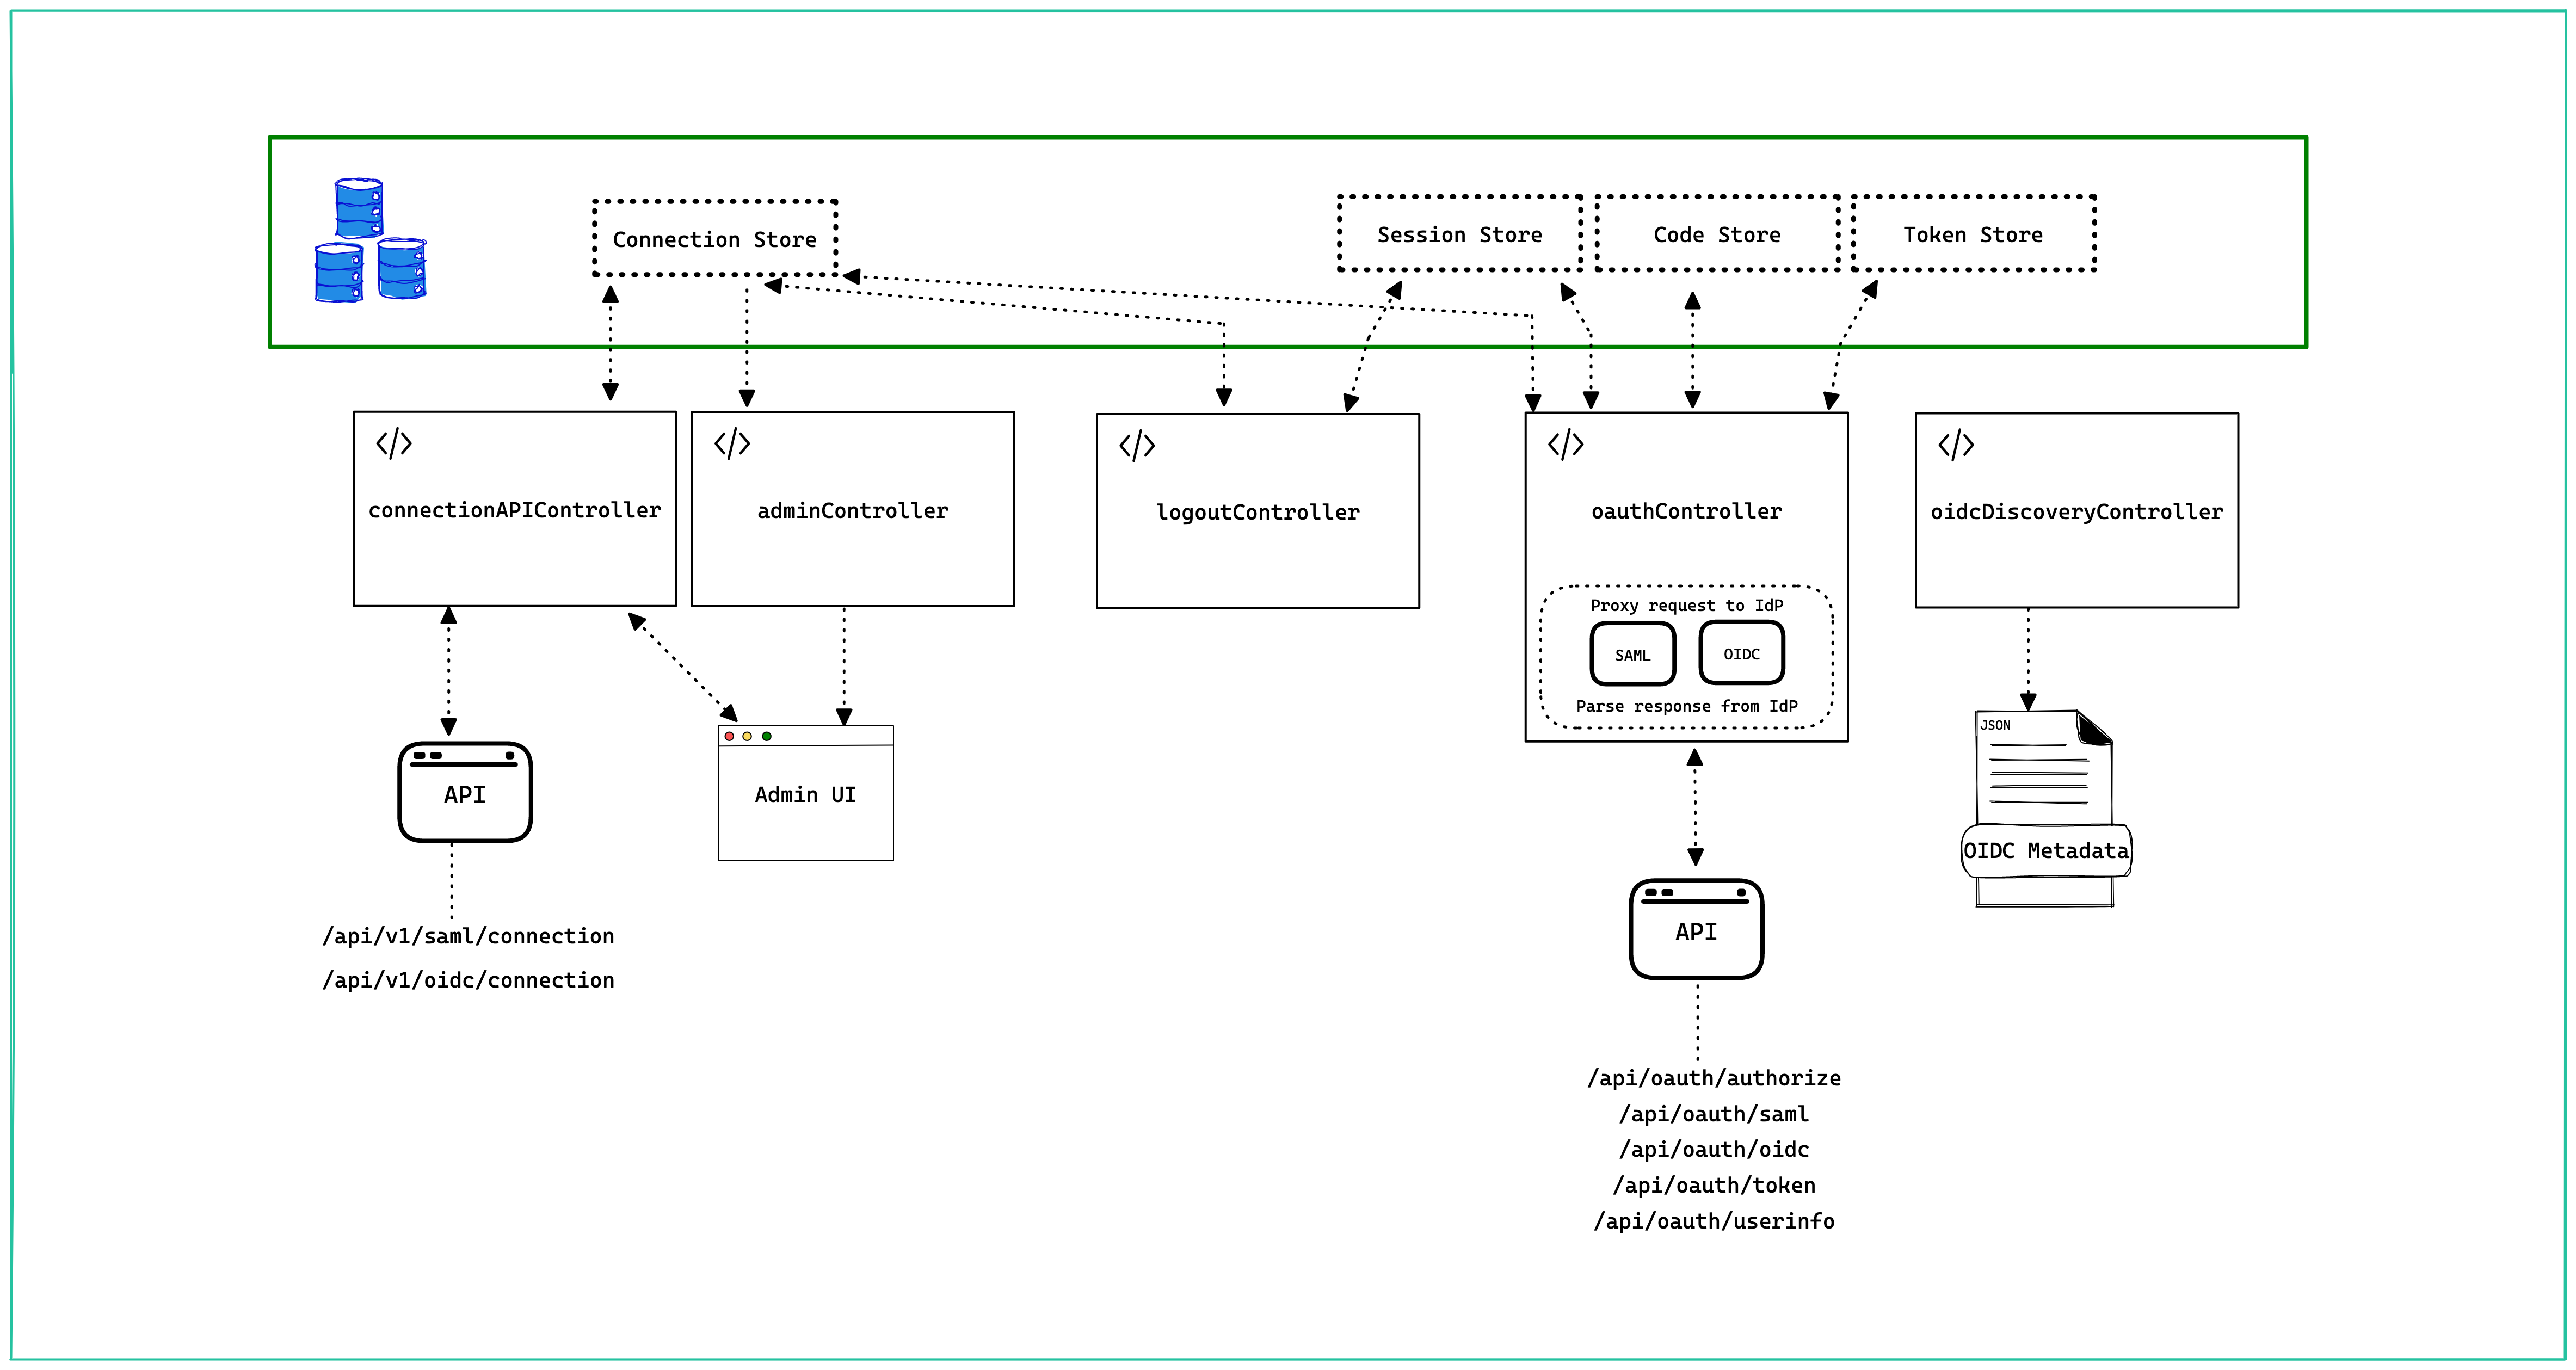 Connection Store
Session Store
Code Store
Token Store
</>
connectionAPIController
</>
adminController
</>
logoutController
</>
oauthController
Proxy request to IdP
SAML
OIDC
Parse response from IdP
</>
oidcDiscoveryController
API
/api/v1/saml/connection
/api/v1/oidc/connection
Admin UI
API
/api/oauth/authorize
/api/oauth/saml
/api/oauth/oidc
/api/oauth/token
/api/oauth/userinfo
JSON
OIDC Metadata